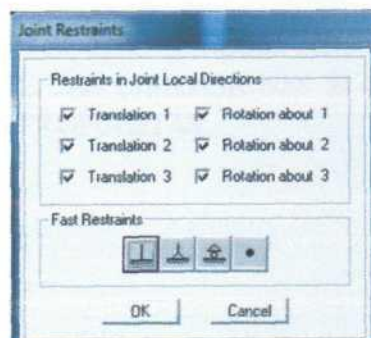 Joint Restraints
Restraints in Joint Local Directions
Translation 1 Rotation about 1
Translation 2 Rotation about 2
Translation 3 Rotation about 3
Fast Restraints
OK Cancel